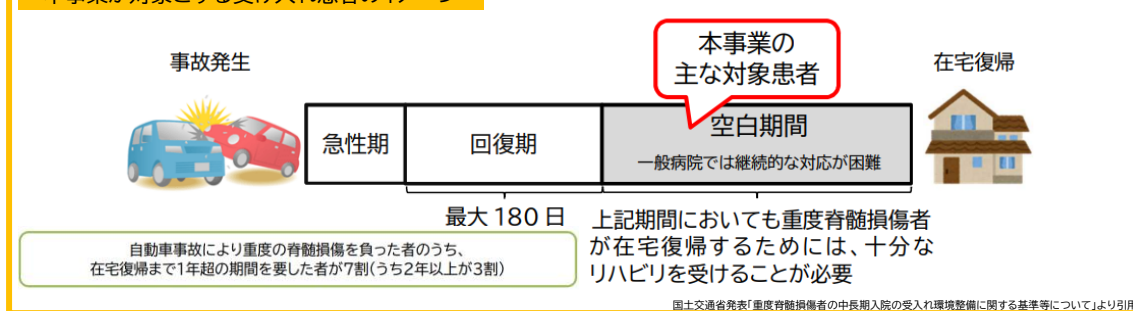 事故発生
本事業の
主な対象患者
在宅復帰
急性期
回復期
空白期間
一般病院では継続的な対応が困難
最大180日
上記期間においても重度脊髄損傷者
が在宅復帰するためには、十分な
リハビリを受けることが必要
自動車事故により重度の脊髄損傷を負った者のうち、
在宅復帰まで1年超の期間を要した者が7割(うち2年以上が3割)
国土交通省発表「重度脊髄損傷者の中長期入院の受入れ環境整備に関する基準等について」より引用